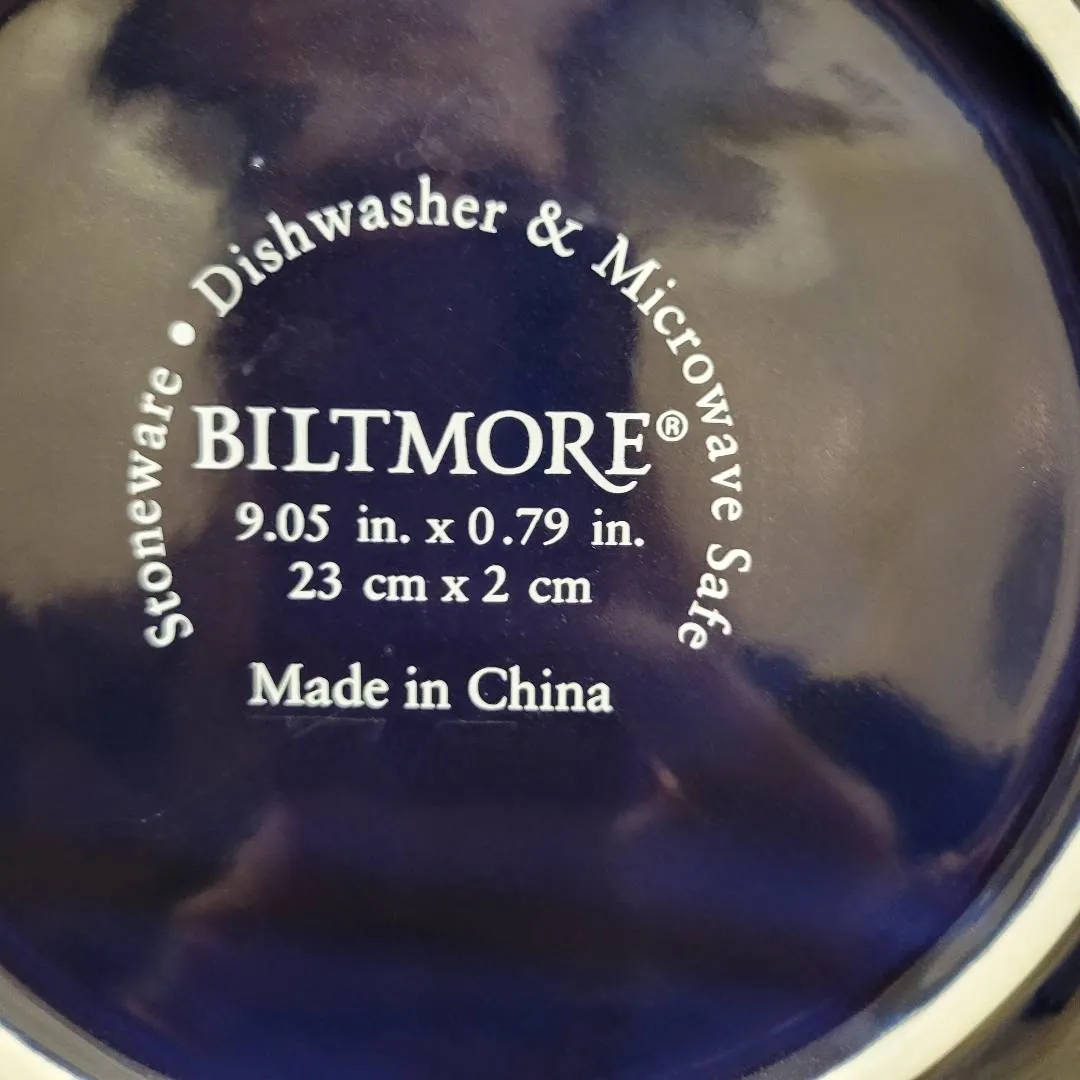 Stoneware • Dishwasher & Microwave Safe
BILTMORE®
9.05 in. x 0.79 in.
23 cm x 2 cm
Made in China